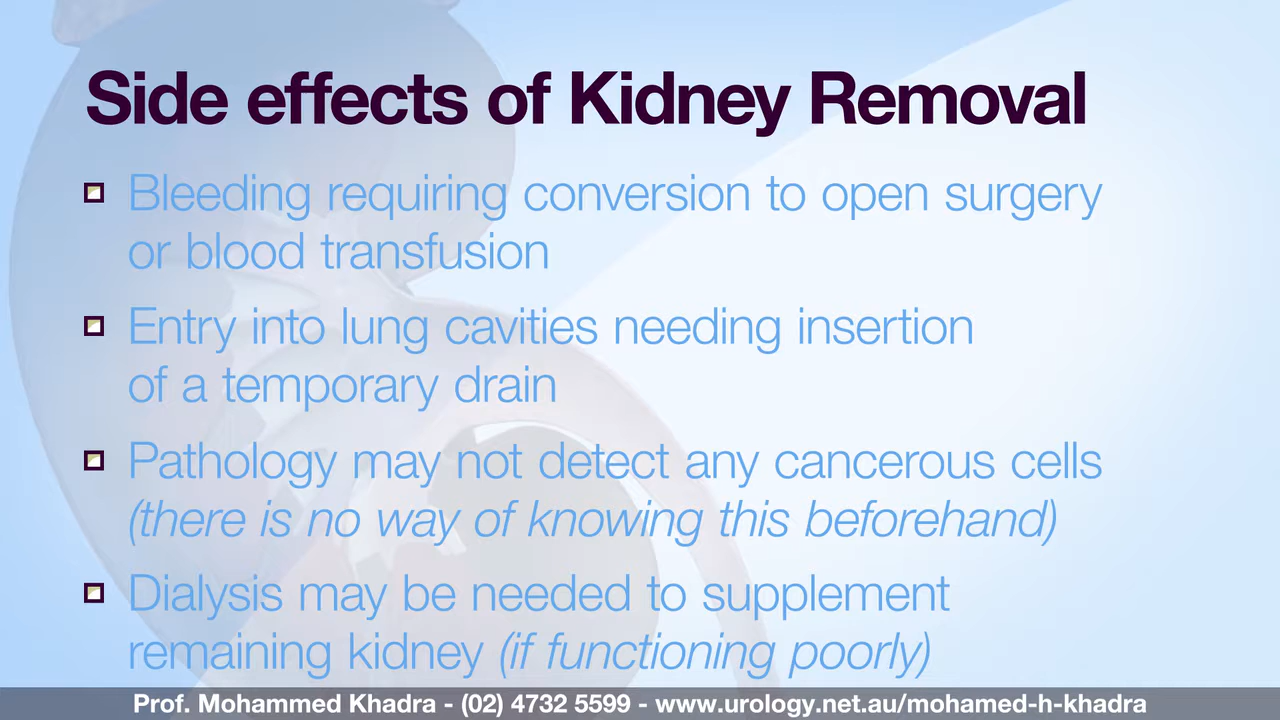 Side effects of Kidney Removal
Bleeding requiring conversion to open surgery
or blood transfusion
Entry into lung cavities needing insertion
of a temporary drain
Pathology may not detect any cancerous cells
(there is no way of knowing this beforehand)
Dialysis may be needed to supplement
remaining kidney (if functioning poorly)
Prof. Mohammed Khadra - (02) 4732 5599 - www.urology.net.au/mohamed-h-khadra